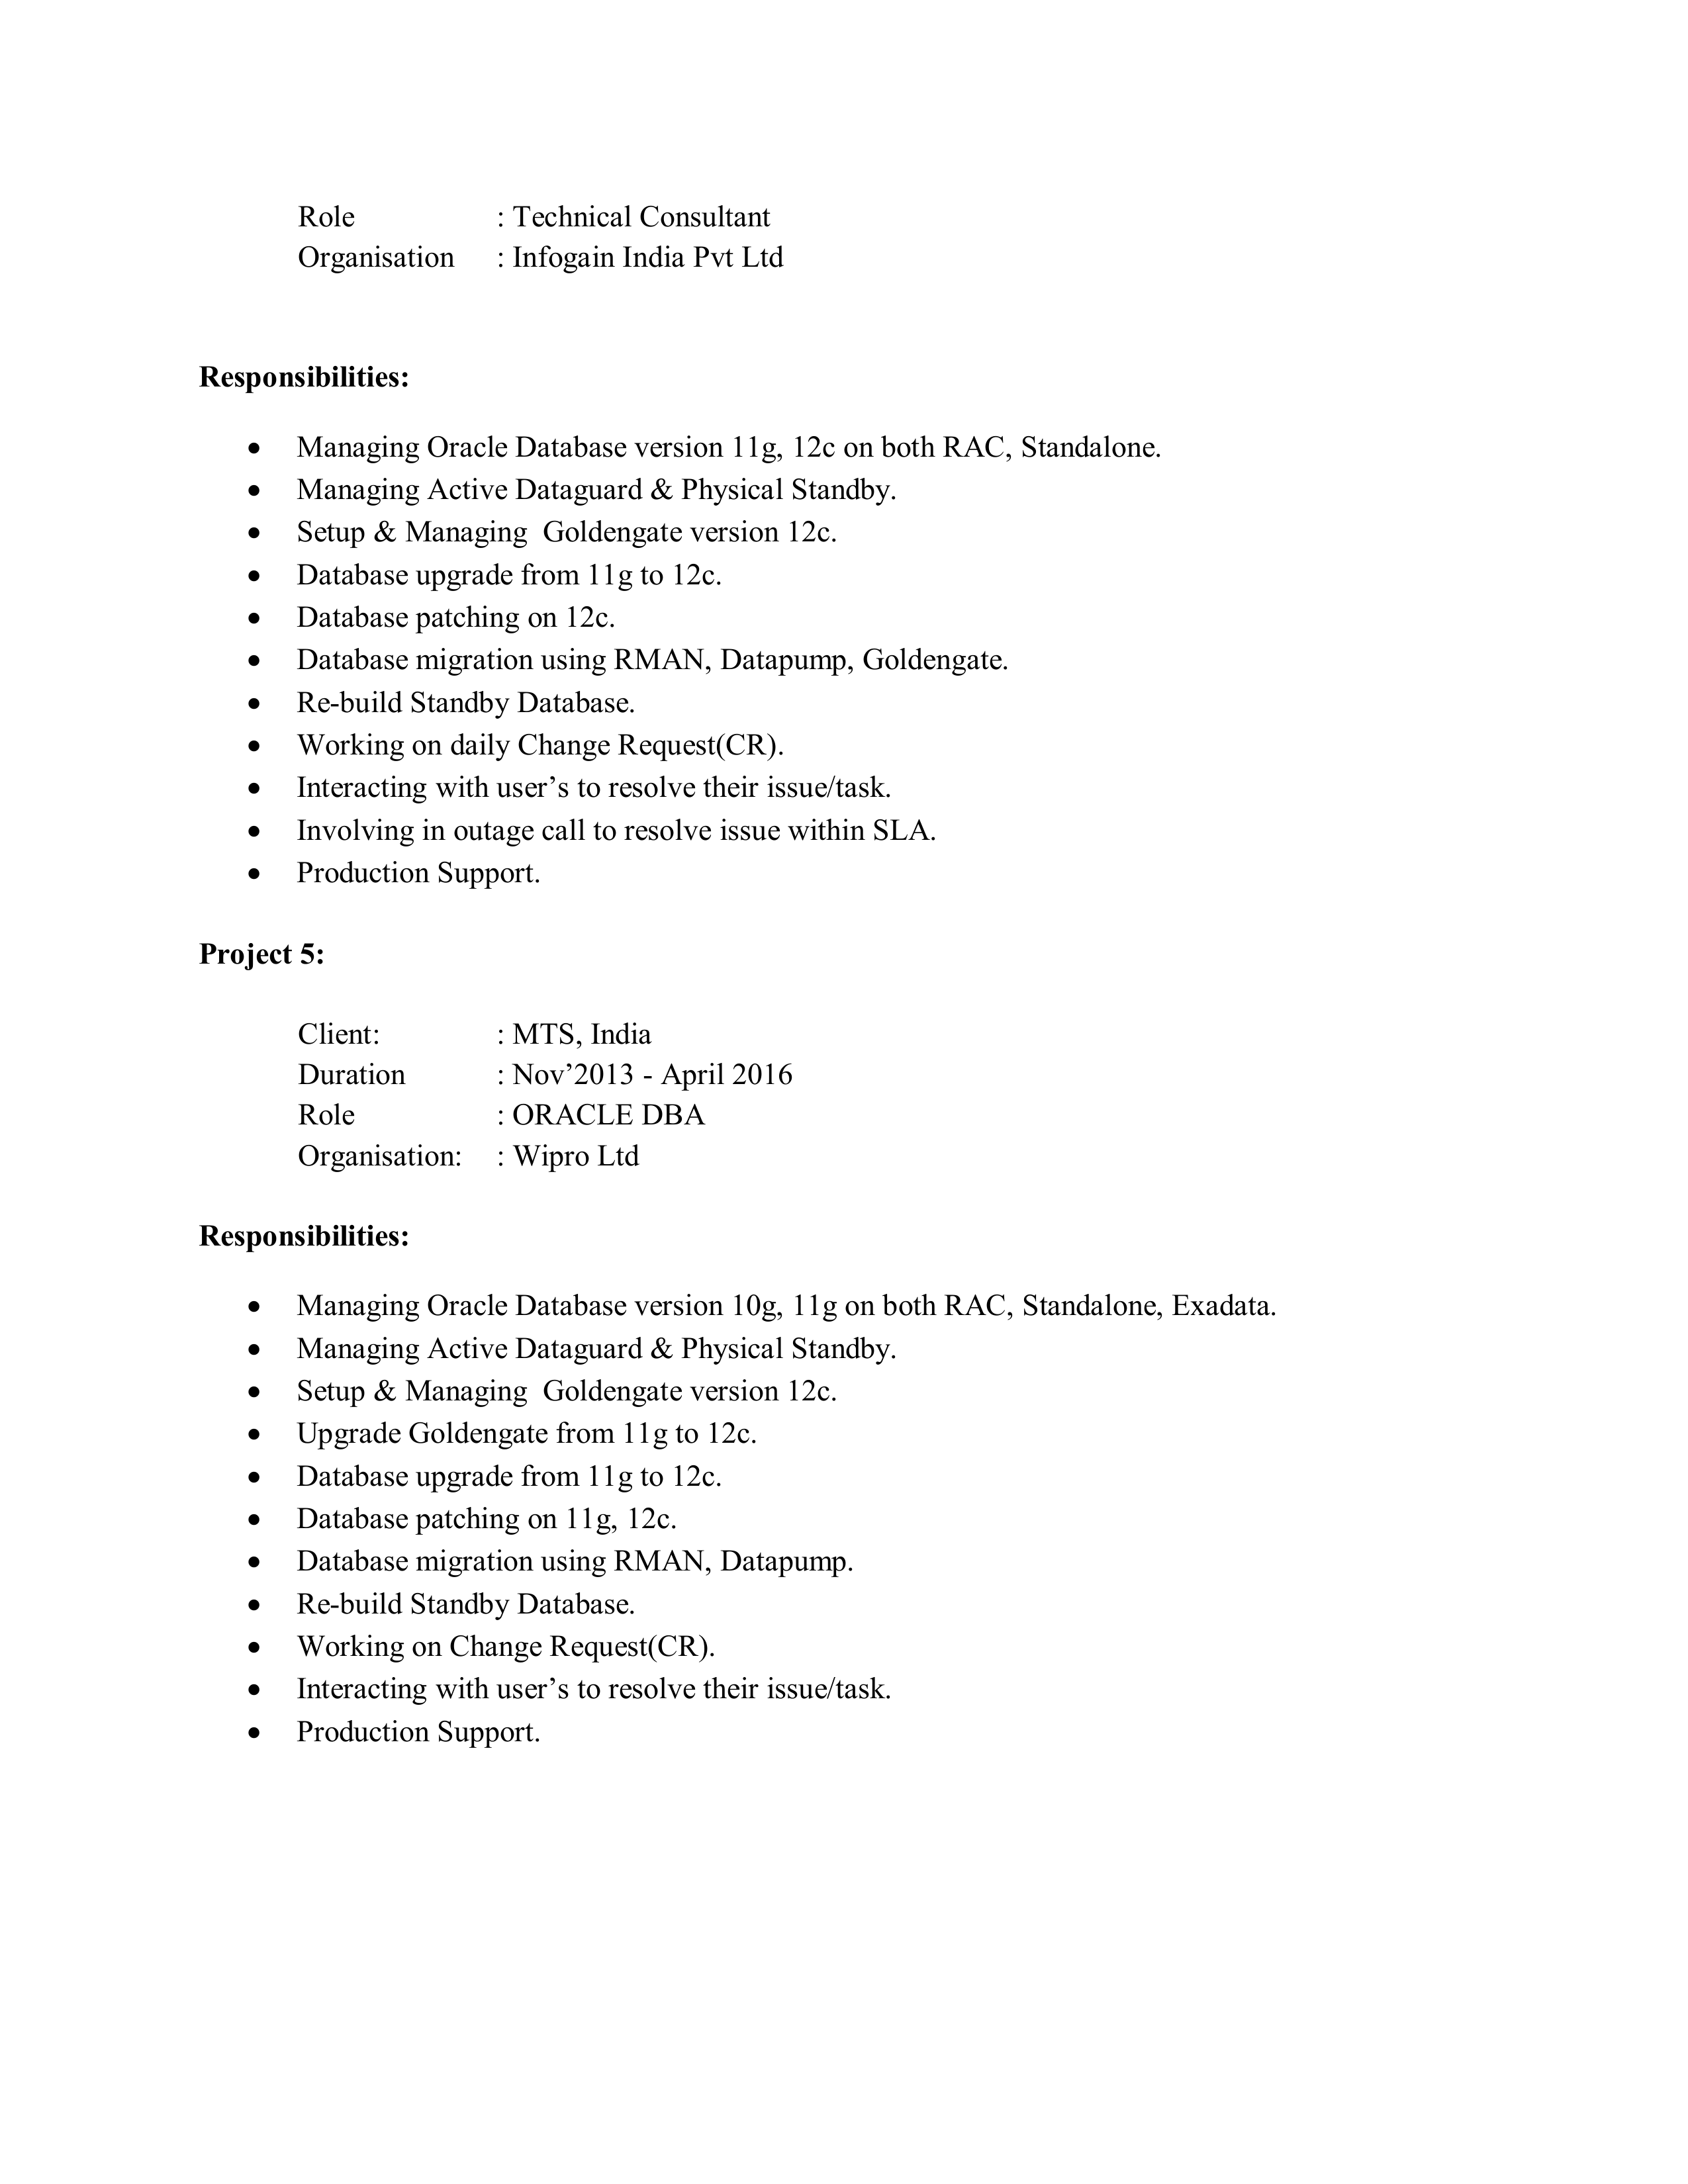 Role : Technical Consultant
Organisation : Infogain India Pvt Ltd
Responsibilities:
• Managing Oracle Database version 11g, 12c on both RAC, Standalone.
• Managing Active Dataguard & Physical Standby.
• Setup & Managing  Goldengate version 12c.
• Database upgrade from 11g to 12c.
• Database patching on 12c.
• Database migration using RMAN, Datapump, Goldengate.
• Re-build Standby Database.
• Working on daily Change Request(CR).
• Interacting with user’s to resolve their issue/task.
• Involving in outage call to resolve issue within SLA.
• Production Support.
Project 5:
Client: : MTS, India
Duration : Nov’2013 - April 2016
Role : ORACLE DBA
Organisation: : Wipro Ltd
Responsibilities:
• Managing Oracle Database version 10g, 11g on both RAC, Standalone, Exadata.
• Managing Active Dataguard & Physical Standby.
• Setup & Managing  Goldengate version 12c.
• Upgrade Goldengate from 11g to 12c.
• Database upgrade from 11g to 12c.
• Database patching on 11g, 12c.
• Database migration using RMAN, Datapump.
• Re-build Standby Database.
• Working on Change Request(CR).
• Interacting with user’s to resolve their issue/task.
• Production Support.